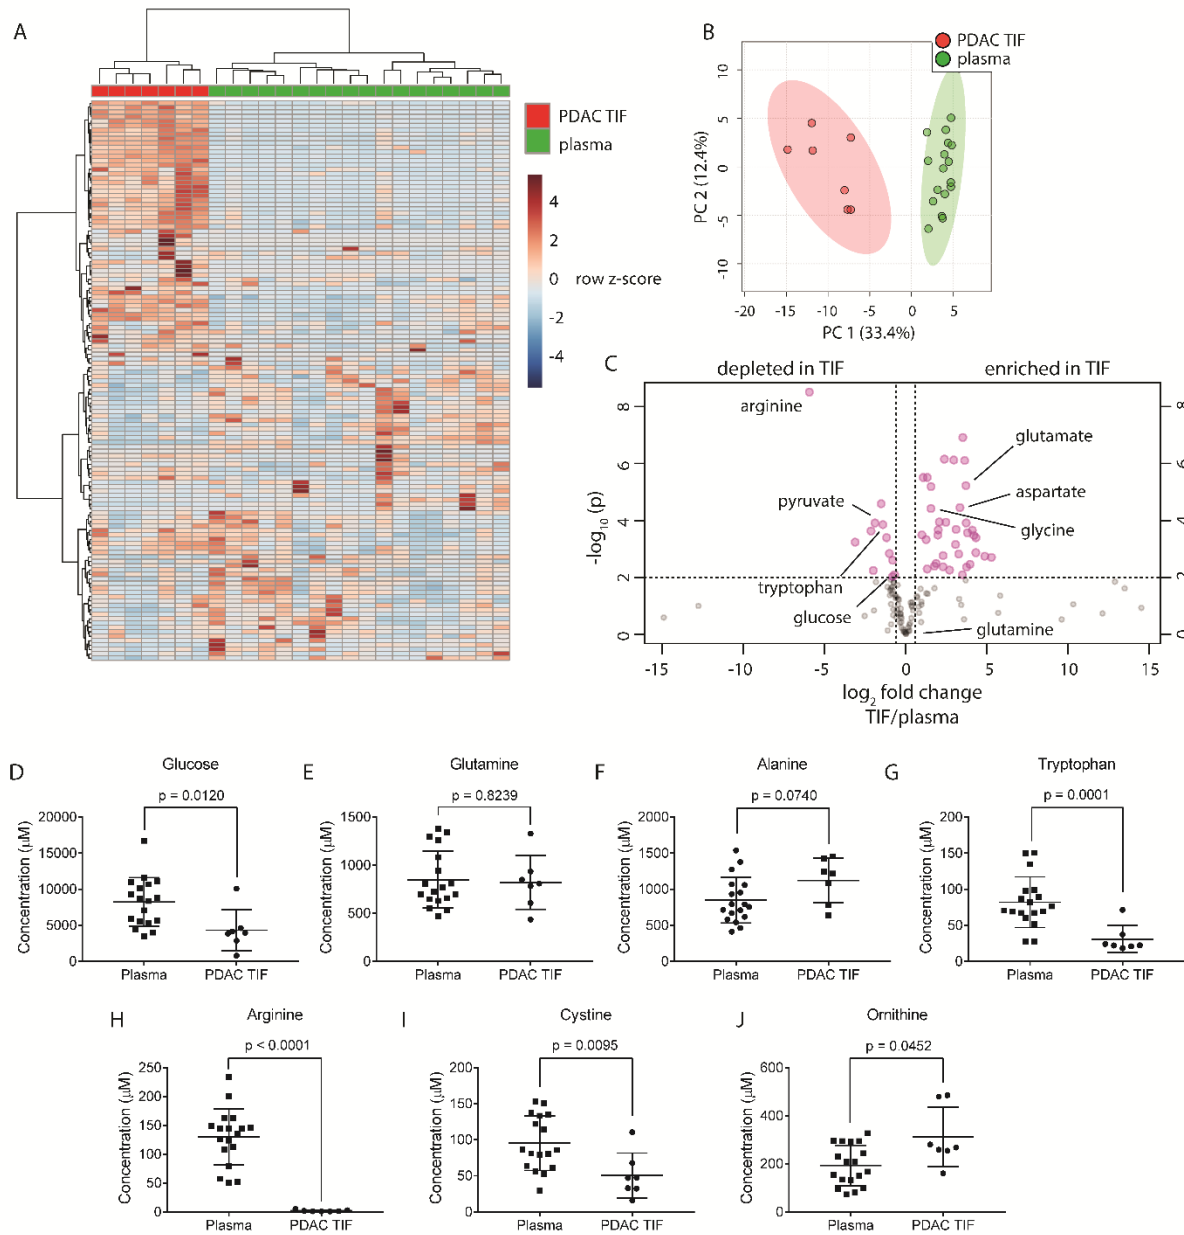 A
PDAC TIF
plasma
4
2
0
-2
-4
row z-score
B
PDAC TIF
plasma
10
5
0
-5
-10
PC 2 (12.4%)
-20
-15
-10
-5
0
5
PC 1 (33.4%)
C
depleted in TIF
enriched in TIF
arginine
glutamate
aspartate
pyruvate
glycine
tryptophan
glucose
glutamine
-log10 (p)
8
6
4
2
0
8
6
4
2
0
-15
-10
-5
0
5
10
15
log2 fold change
TIF/plasma
D
Glucose
p = 0.0120
Concentration (µM)
20000
15000
10000
5000
0
Plasma
PDAC TIF
E
Glutamine
p = 0.8239
Concentration (µM)
1500
1000
500
0
Plasma
PDAC TIF
F
Alanine
p = 0.0740
Concentration (µM)
2000
1500
1000
500
0
Plasma
PDAC TIF
G
Tryptophan
p = 0.0001
Concentration (µM)
200
150
100
50
0
Plasma
PDAC TIF
H
Arginine
p < 0.0001
Concentration (µM)
250
200
150
100
50
0
Plasma
PDAC TIF
I
Cystine
p = 0.0095
Concentration (µM)
200
150
100
50
0
Plasma
PDAC TIF
J
Ornithine
p = 0.0452
Concentration (µM)
600
400
200
0
Plasma
PDAC TIF